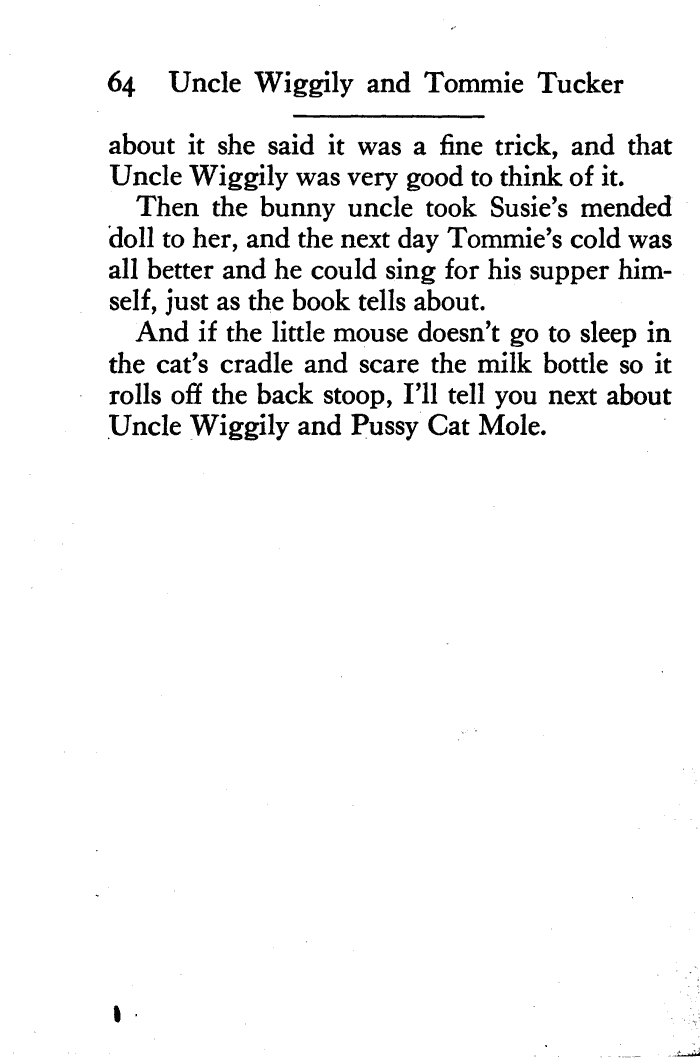 64 Uncle Wiggily and Tommie Tucker
about it she said it was a fine trick, and that
Uncle Wiggily was very good to think of it.
Then the bunny uncle took Susie's mended
doll to her, and the next day Tommie's cold was
all better and he could sing for his supper him-
self, just as the book tells about.
And if the little mouse doesn't go to sleep in
the cat's cradle and scare the milk bottle so it
rolls off the back stoop, I'll tell you next about
Uncle Wiggily and Pussy Cat Mole.